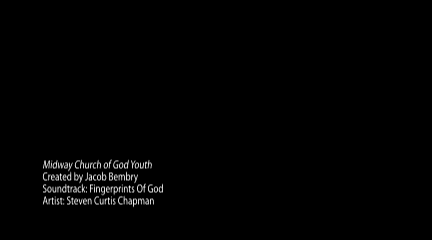 Midway Church of God Youth
Created by Jacob Bembry
Soundtrack: Fingerprints Of God
Artist: Steven Curtis Chapman